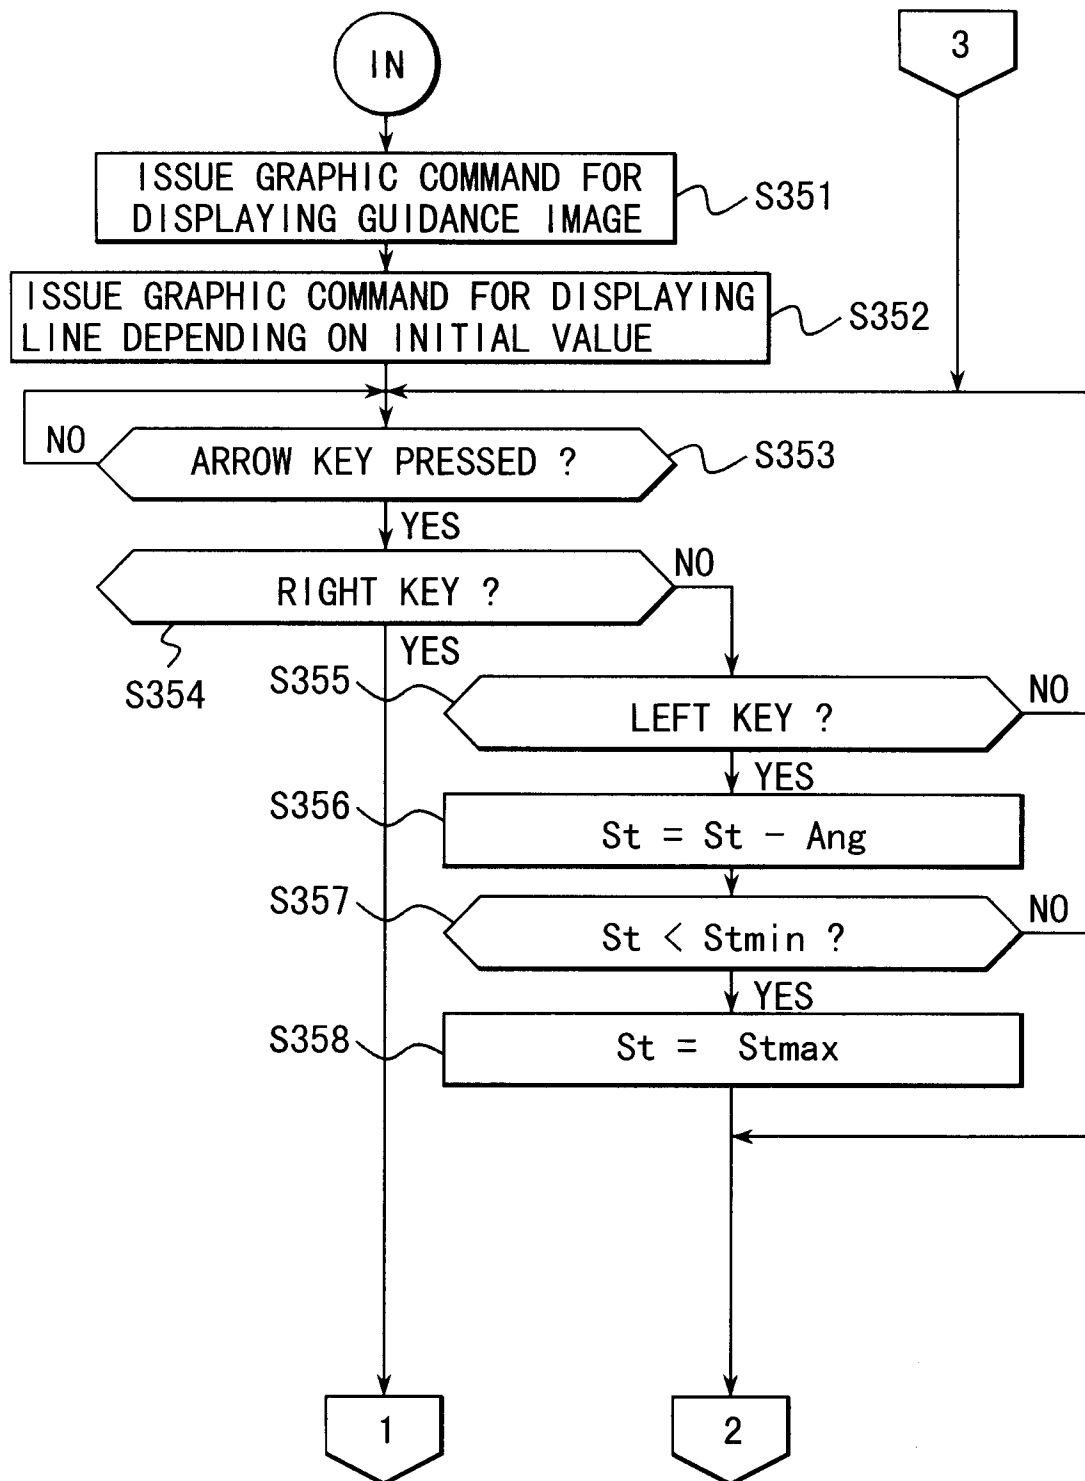 IN
3
ISSUE GRAPHIC COMMAND FOR
DISPLAYING GUIDANCE IMAGE
S351
ISSUE GRAPHIC COMMAND FOR DISPLAYING
LINE DEPENDING ON INITIAL VALUE
S352
NO
ARROW KEY PRESSED ?
S353
YES
RIGHT KEY ?
NO
S354
YES
S355
LEFT KEY ?
NO
YES
S356
St = St - Ang
S357
St < Stmin ?
NO
YES
S358
St = Stmax
1
2